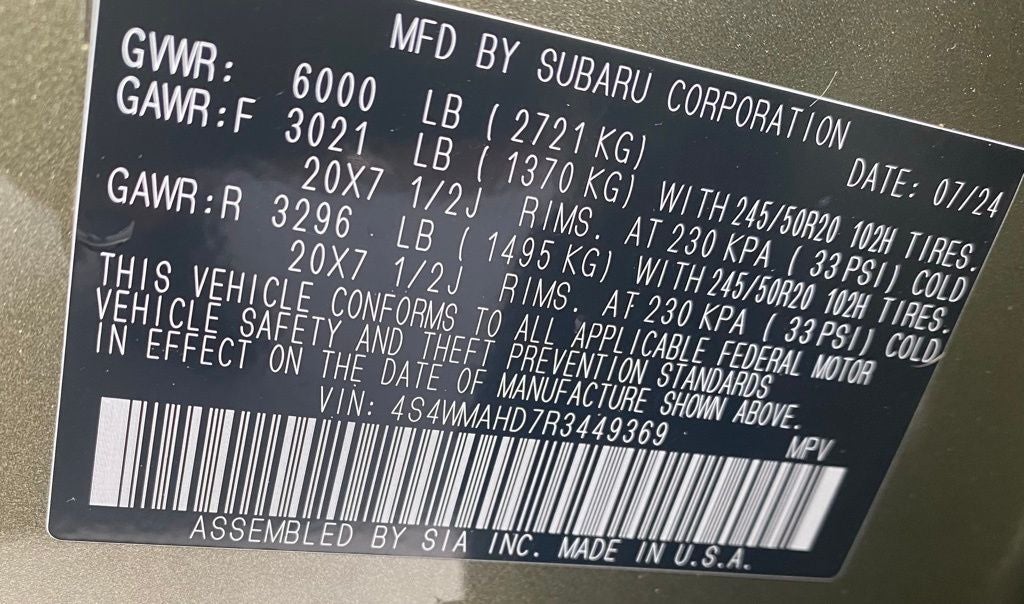 MFD BY SUBARU CORPORATION
DATE: 07/24
GVWR: 6000 LB (2721 KG)
GAWR:F 3021 LB (1370 KG) WITH 245/50R20 102H TIRES.
20X7 1/2J RIMS. AT 230 KPA (33PSI) COLD
GAWR:R 3296 LB (1495 KG) WITH 245/50R20 102H TIRES.
20X7 1/2J RIMS. AT 230 KPA (33PSI) COLD
THIS VEHICLE CONFORMS TO ALL APPLICABLE FEDERAL MOTOR
VEHICLE SAFETY AND THEFT PREVENTION STANDARDS
IN EFFECT ON THE DATE OF MANUFACTURE SHOWN ABOVE.
VIN: 4S4WMAHD7R3449369 MPV
ASSEMBLED BY SIA INC. MADE IN U.S.A.